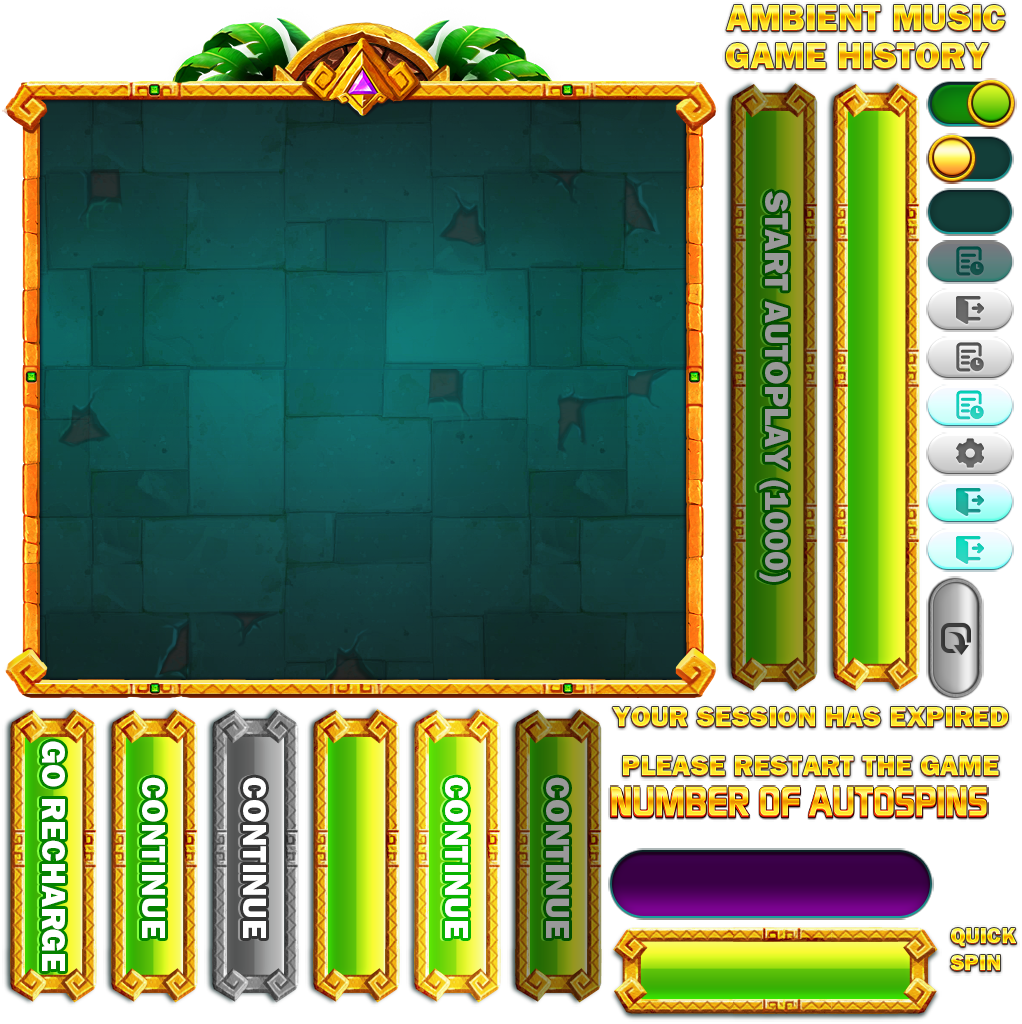 AMBIENT MUSIC
GAME HISTORY
START AUTOPLAY (1000)
YOUR SESSION HAS EXPIRED
PLEASE RESTART THE GAME
NUMBER OF AUTOSPINS
GO RECHARGE
CONTINUE
CONTINUE
CONTINUE
CONTINUE
QUICK
SPIN